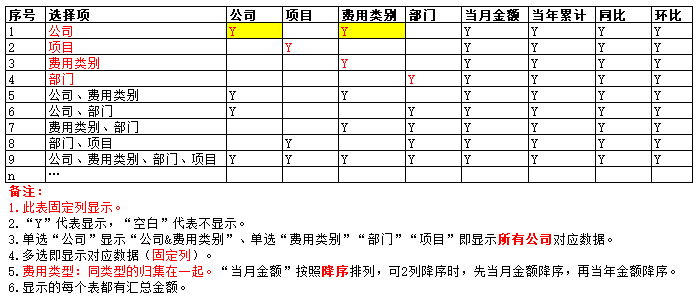 序号 选择项 公司 项目 费用类别 部门 当月金额 当年累计 同比 环比
1 公司 Y Y Y Y Y Y
2 项目 Y Y Y Y Y
3 费用类别 Y Y Y Y Y
4 部门 Y Y Y Y Y
5 公司、费用类别 Y Y Y Y Y Y
6 公司、部门 Y Y Y Y Y Y
7 费用类别、部门 Y Y Y Y Y Y
8 部门、项目 Y Y Y Y Y Y
9 公司、费用类别、部门、项目 Y Y Y Y Y Y Y Y
n …
备注：
1.此表固定列显示。
2.“Y”代表显示，“空白”代表不显示。
3.单选“公司”显示“公司&费用类别”、单选“费用类别”“部门”“项目”即显示所有公司对应数据。
4.多选即显示对应数据（固定列）。
5.费用类型：同类型的归集在一起。“当月金额”按照降序排列，可2列降序时，先当月金额降序，再当年金额降序。
6.显示的每个表都有汇总金额。